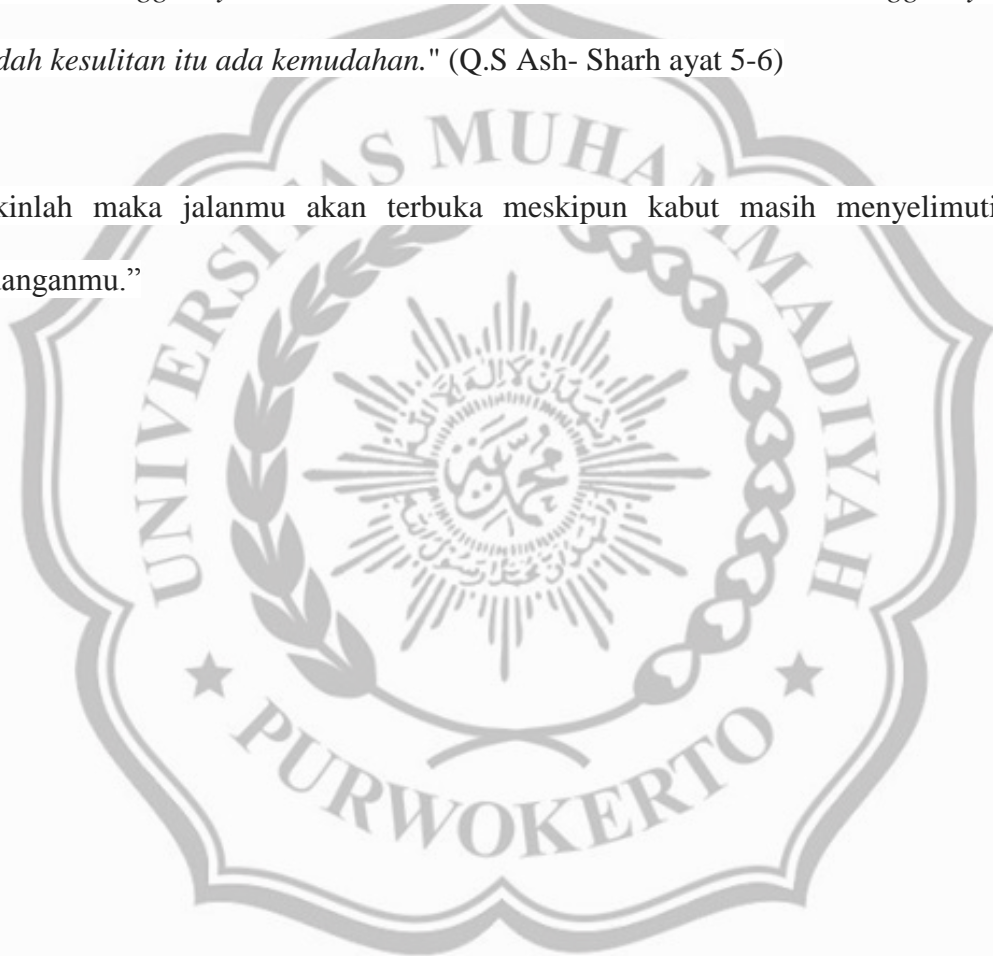 dah kesulitan itu ada kemudahan." (Q.S Ash- Sharh ayat 5-6)
kinlah maka jalanmu akan terbuka meskipun kabut masih menyelimuti
danganmu.”
UNIVERSITAS MUHAMMADIYAH
PURWOKERTO